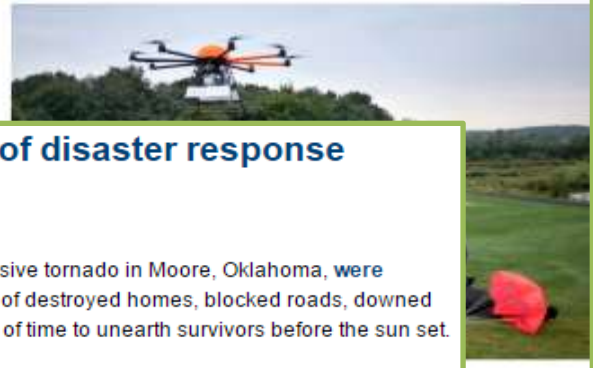 of disaster response
sive tornado in Moore, Oklahoma, were
of destroyed homes, blocked roads, downed
of time to unearth survivors before the sun set.